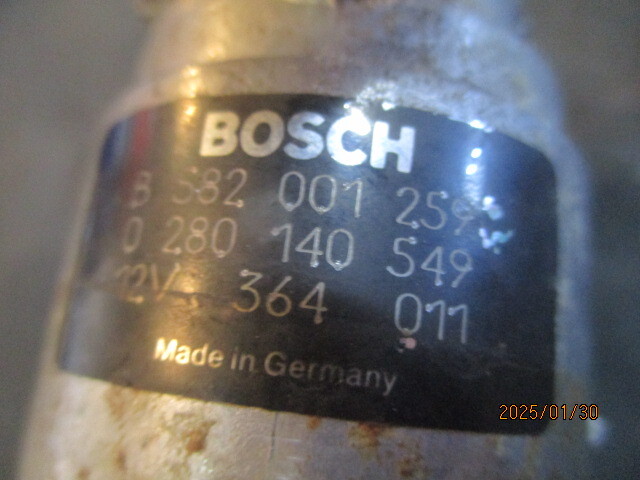 BOSCH
B 582 001 259
0 280 140 549
12V 364 011
Made in Germany
2025/01/30